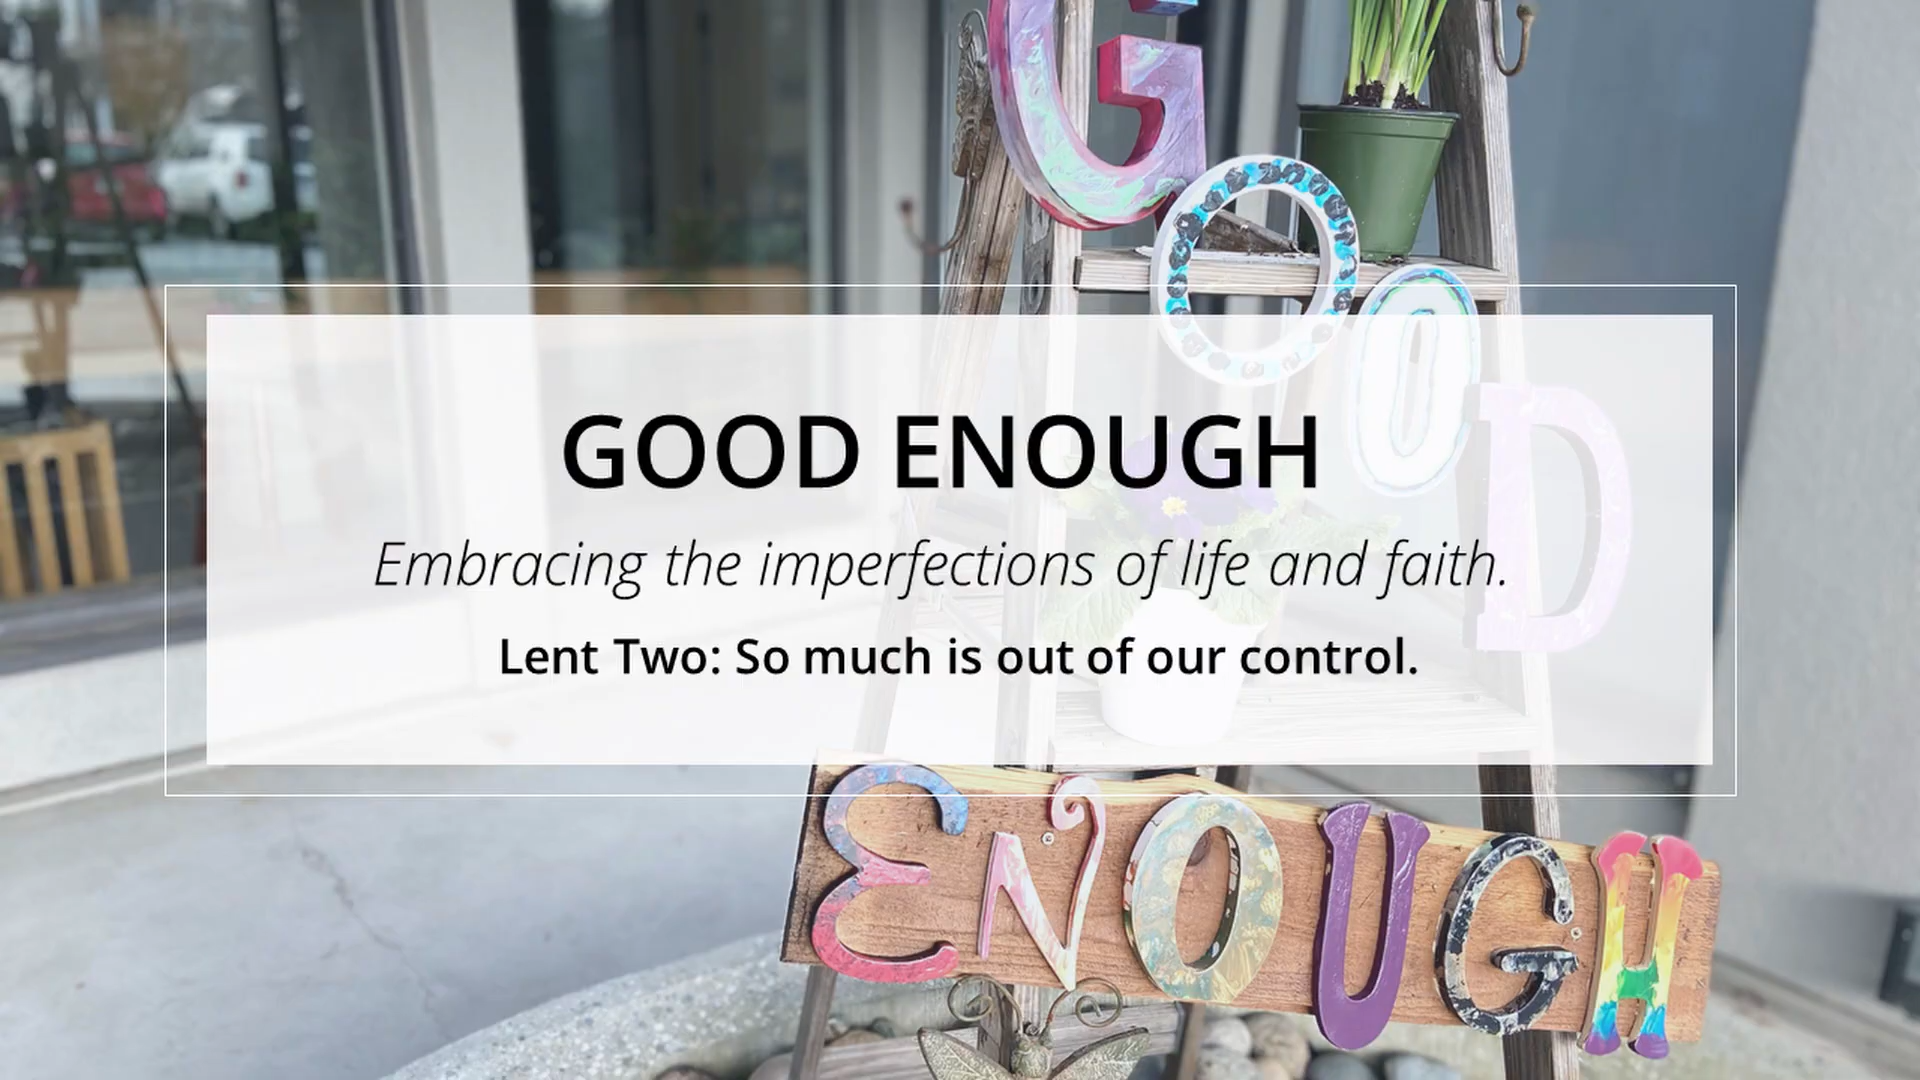 GOOD
GOOD ENOUGH
Embracing the imperfections of life and faith.
Lent Two: So much is out of our control.
ENOUGH